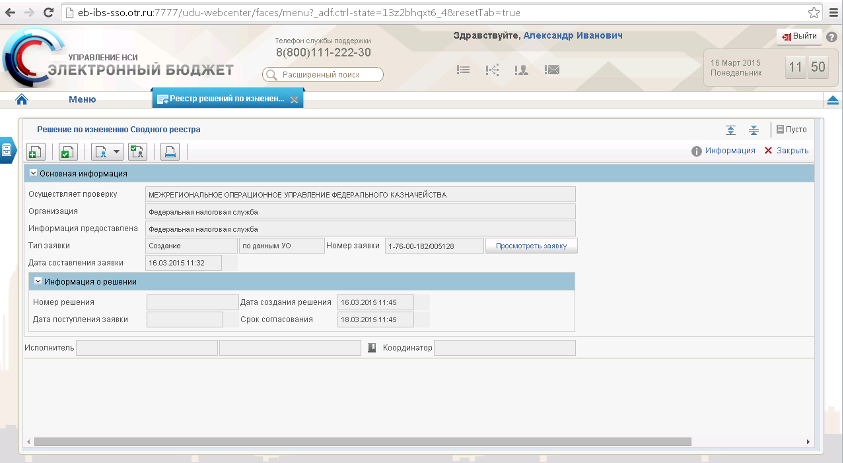 eb-ibs-sso.otr.ru:7777/udu-webcenter/faces/menu?_adf.ctrl-state=13z2bhqxt6_4&resetTab=true
УПРАВЛЕНИЕ НСИ
ЭЛЕКТРОННЫЙ БЮДЖЕТ
Телефон службы поддержки
8(800)111-222-30
Расширенный поиск
Здравствуйте, Александр Иванович
Выйти
16 Март 2015
Понедельник
11 50
Меню
Реестр решений по изменен...
Решение по изменению Сводного реестра
Пусто
Информация
Закрыть
Основная информация
Осуществляет проверку МЕЖРЕГИОНАЛЬНОЕ ОПЕРАЦИОННОЕ УПРАВЛЕНИЕ ФЕДЕРАЛЬНОГО КАЗНАЧЕЙСТВА
Организация Федеральная налоговая служба
Информация предоставлена Федеральная налоговая служба
Тип заявки Создание по данным УО Номер заявки 1-76-00-182/005128 Просмотреть заявку
Дата составления заявки 16.03.2015 11:32
Информация о решении
Номер решения Дата создания решения 16.03.2015 11:45
Дата поступления заявки Срок согласования 18.03.2015 11:45
Исполнитель Координатор